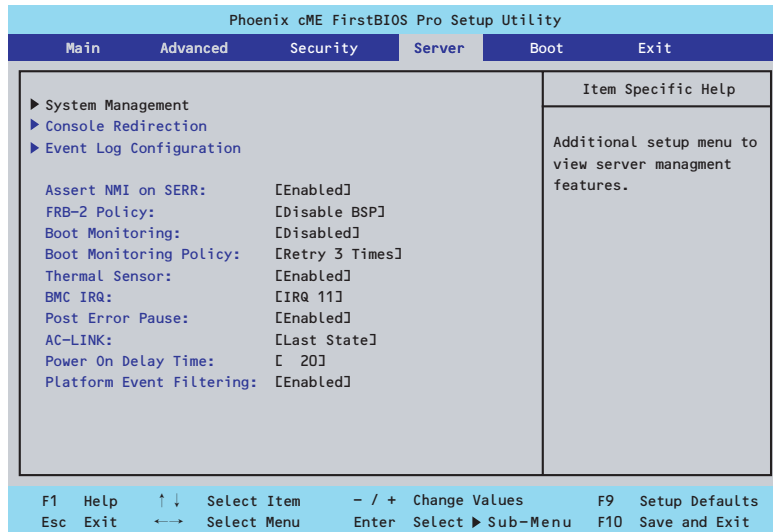 Phoenix cME FirstBIOS Pro Setup Utility
Main Advanced Security Server Boot Exit
Item Specific Help
▶ System Management
▶ Console Redirection
▶ Event Log Configuration
Assert NMI on SERR: [Enabled]
FRB-2 Policy: [Disable BSP]
Boot Monitoring: [Disabled]
Boot Monitoring Policy: [Retry 3 Times]
Thermal Sensor: [Enabled]
BMC IRQ: [IRQ 11]
Post Error Pause: [Enabled]
AC-LINK: [Last State]
Power On Delay Time: [ 20]
Platform Event Filtering: [Enabled]
Additional setup menu to
view server managment
features.
F1 Help ↑↓ Select Item - / + Change Values F9 Setup Defaults
Esc Exit ←→ Select Menu Enter Select ▶ Sub-Menu F10 Save and Exit